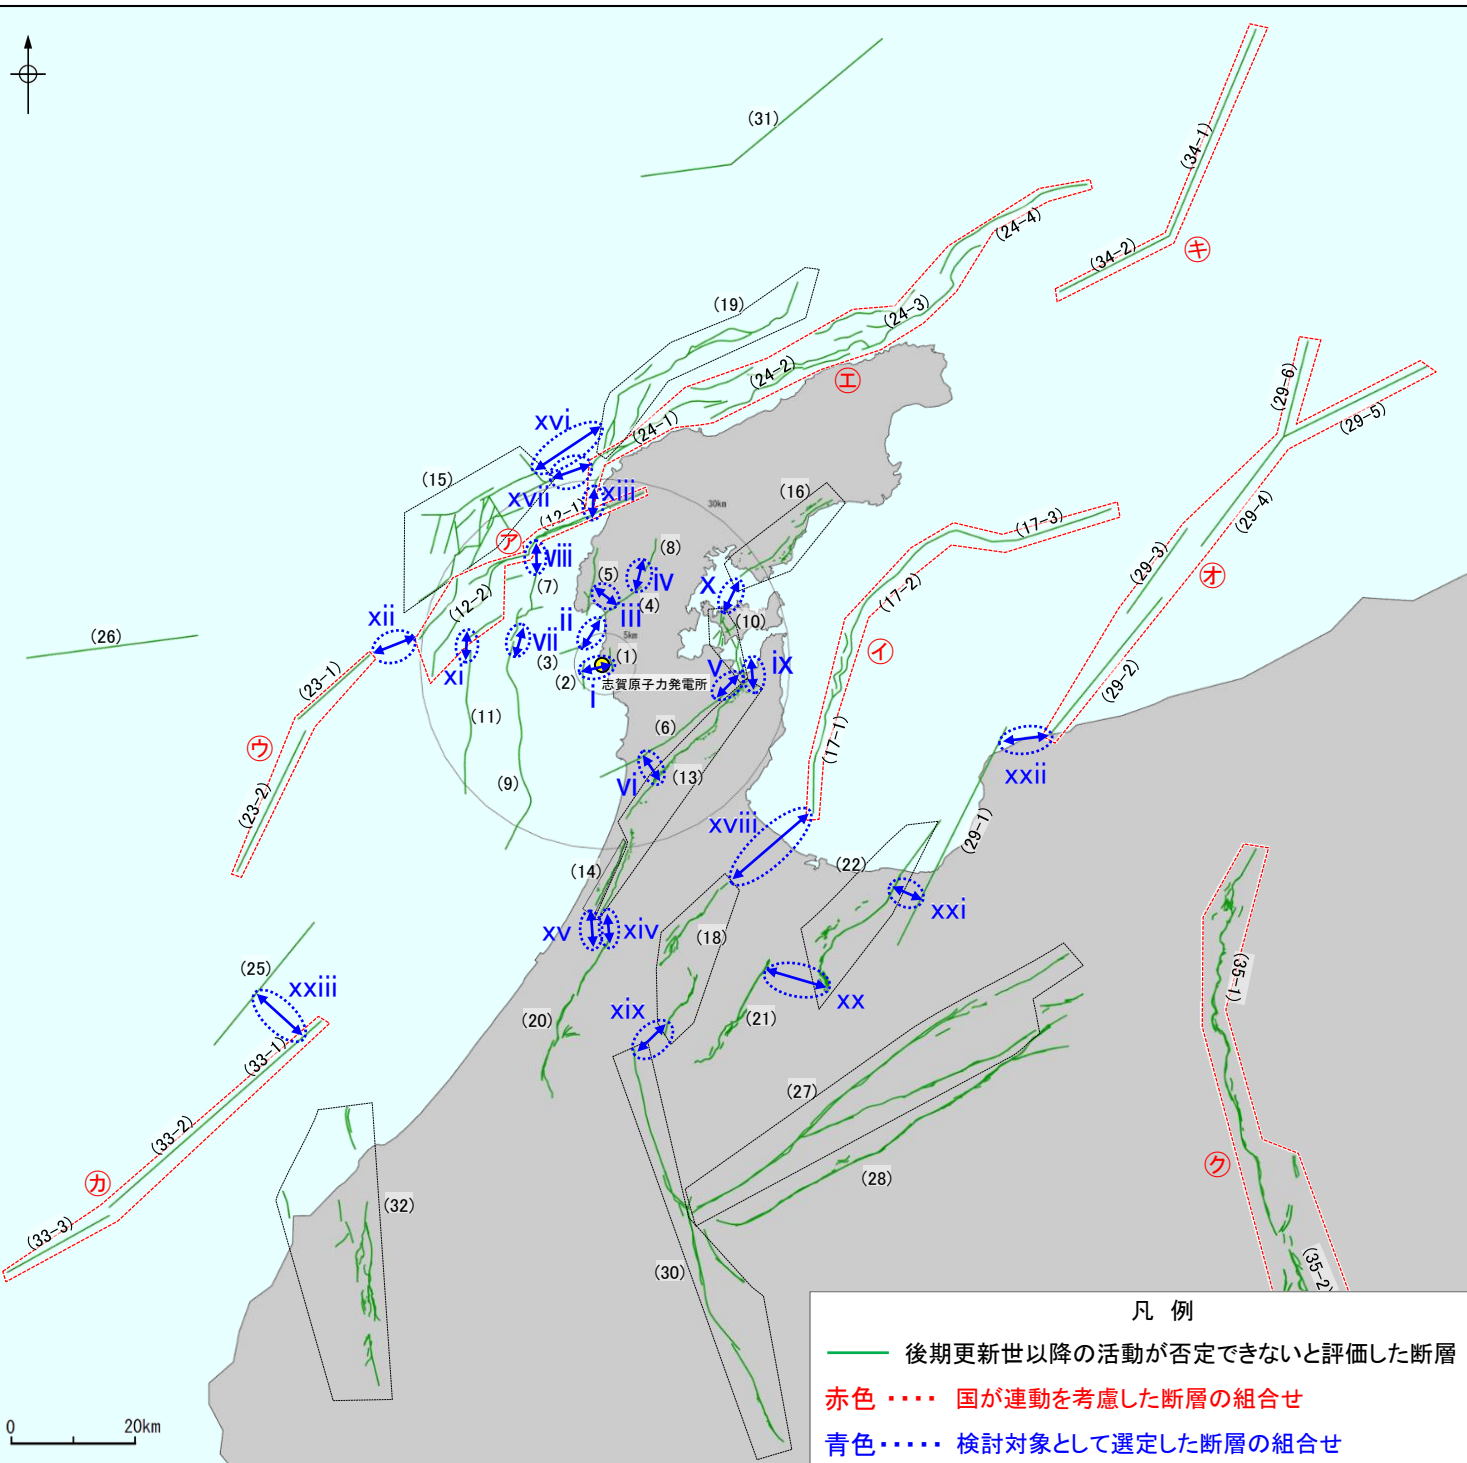 (31)
(34-1)
(34-2)
㋖
(24-4)
(19)
(24-3)
(24-2)
㋓
(24-1)
(29-6)
(29-5)
xvi
xvii
xiii
(15)
(12-1)
30km
(16)
(17-3)
(29-4)
㋐
viii
(8)
(5)
iv
(7)
(4)
x
(17-2)
(29-3)
㋔
(12-2)
xii
ii
iii
5km
(10)
(26)
xi
vii
(3)
(1)
㋑
(2)
志賀原子力発電所
i
v
ix
(23-1)
(29-2)
(11)
(6)
(17-1)
㋒
(9)
vi
(13)
xxii
(23-2)
xviii
(29-1)
(14)
(22)
xv
xiv
(18)
xxi
(25)
xxiii
(35-1)
xx
(20)
xix
(21)
(33-1)
(27)
(33-2)
㋕
㋗
(28)
(32)
(33-3)
(30)
(35-2)
凡 例
後期更新世以降の活動が否定できないと評価した断層
赤色 ・・・・ 国が連動を考慮した断層の組合せ
青色・・・・・ 検討対象として選定した断層の組合せ
0 20km